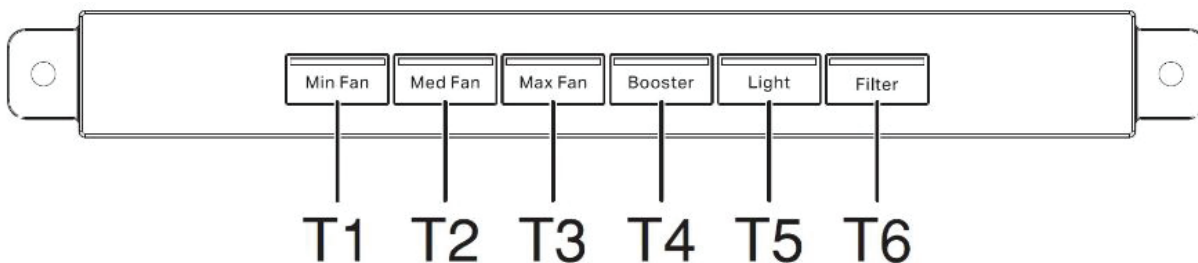 Min Fan Med Fan Max Fan Booster Light Filter
T1 T2 T3 T4 T5 T6